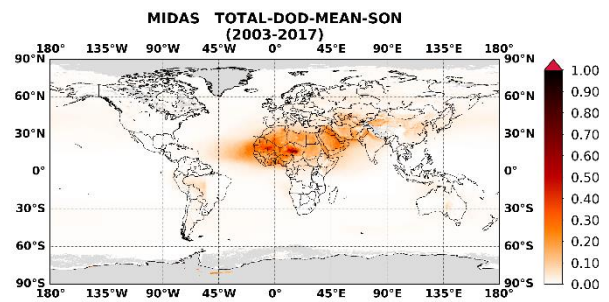 MIDAS TOTAL-DOD-MEAN-SON
(2003-2017)
180° 135°W 90°W 45°W 0° 45°E 90°E 135°E 180°
90°N 90°N 1.00
0.90
60°N 60°N 0.80
0.70
30°N 30°N 0.60
0° 0° 0.50
0.40
30°S 30°S 0.30
60°S 60°S 0.20
0.10
90°S 90°S 0.00
180° 135°W 90°W 45°W 0° 45°E 90°E 135°E 180°